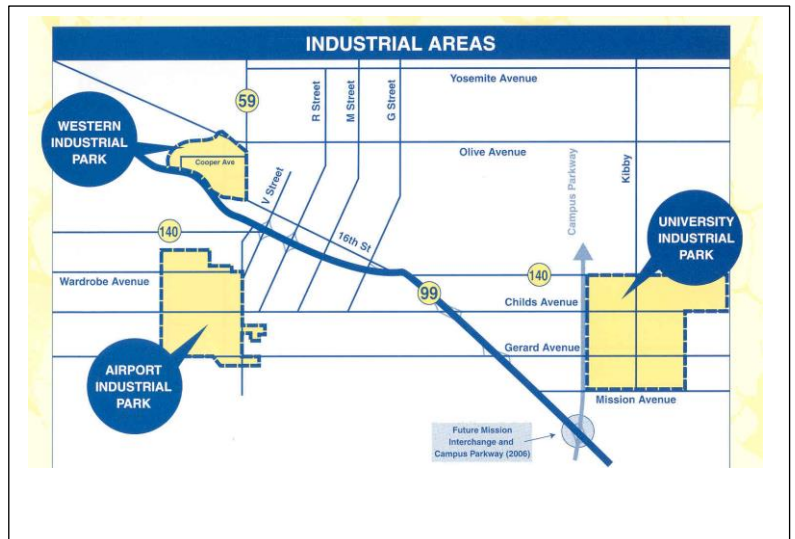 INDUSTRIAL AREAS
Yosemite Avenue
59
R Street
M Street
G Street
WESTERN
INDUSTRIAL
PARK
Cooper Ave
Olive Avenue
V Street
Campus Parkway
Kibby
UNIVERSITY
INDUSTRIAL
PARK
140
16th St
Wardrobe Avenue
140
99
Childs Avenue
Gerard Avenue
AIRPORT
INDUSTRIAL
PARK
Mission Avenue
Future Mission
Interchange and
Campus Parkway (2006)